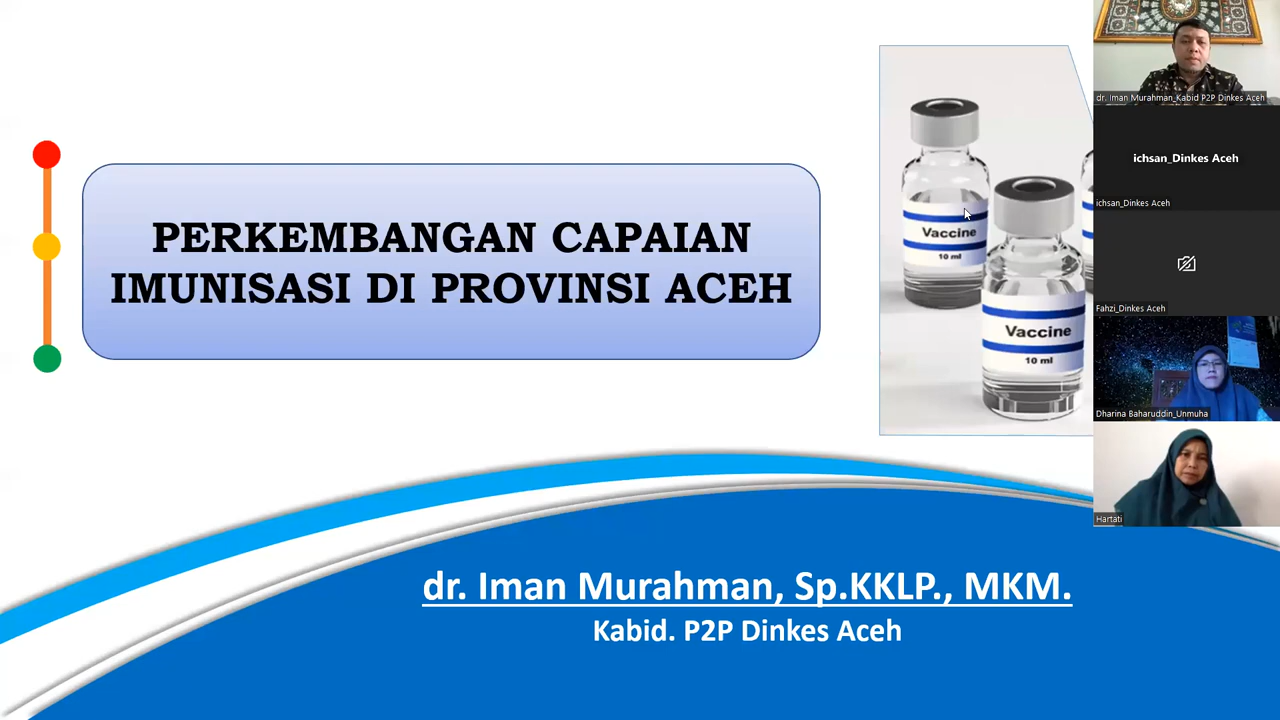 PERKEMBANGAN CAPAIAN
IMUNISASI DI PROVINSI ACEH
Vaccine
10 ml
Vaccine
10 ml
dr. Iman Murahman, Sp.KKLP., MKM.
Kabid. P2P Dinkes Aceh
dr. Iman Murahman_Kabid P2P Dinkes Aceh
ichsan_Dinkes Aceh
ichsan_Dinkes Aceh
Fahzi_Dinkes Aceh
Dharina Baharuddin_Unmuha
Hartati